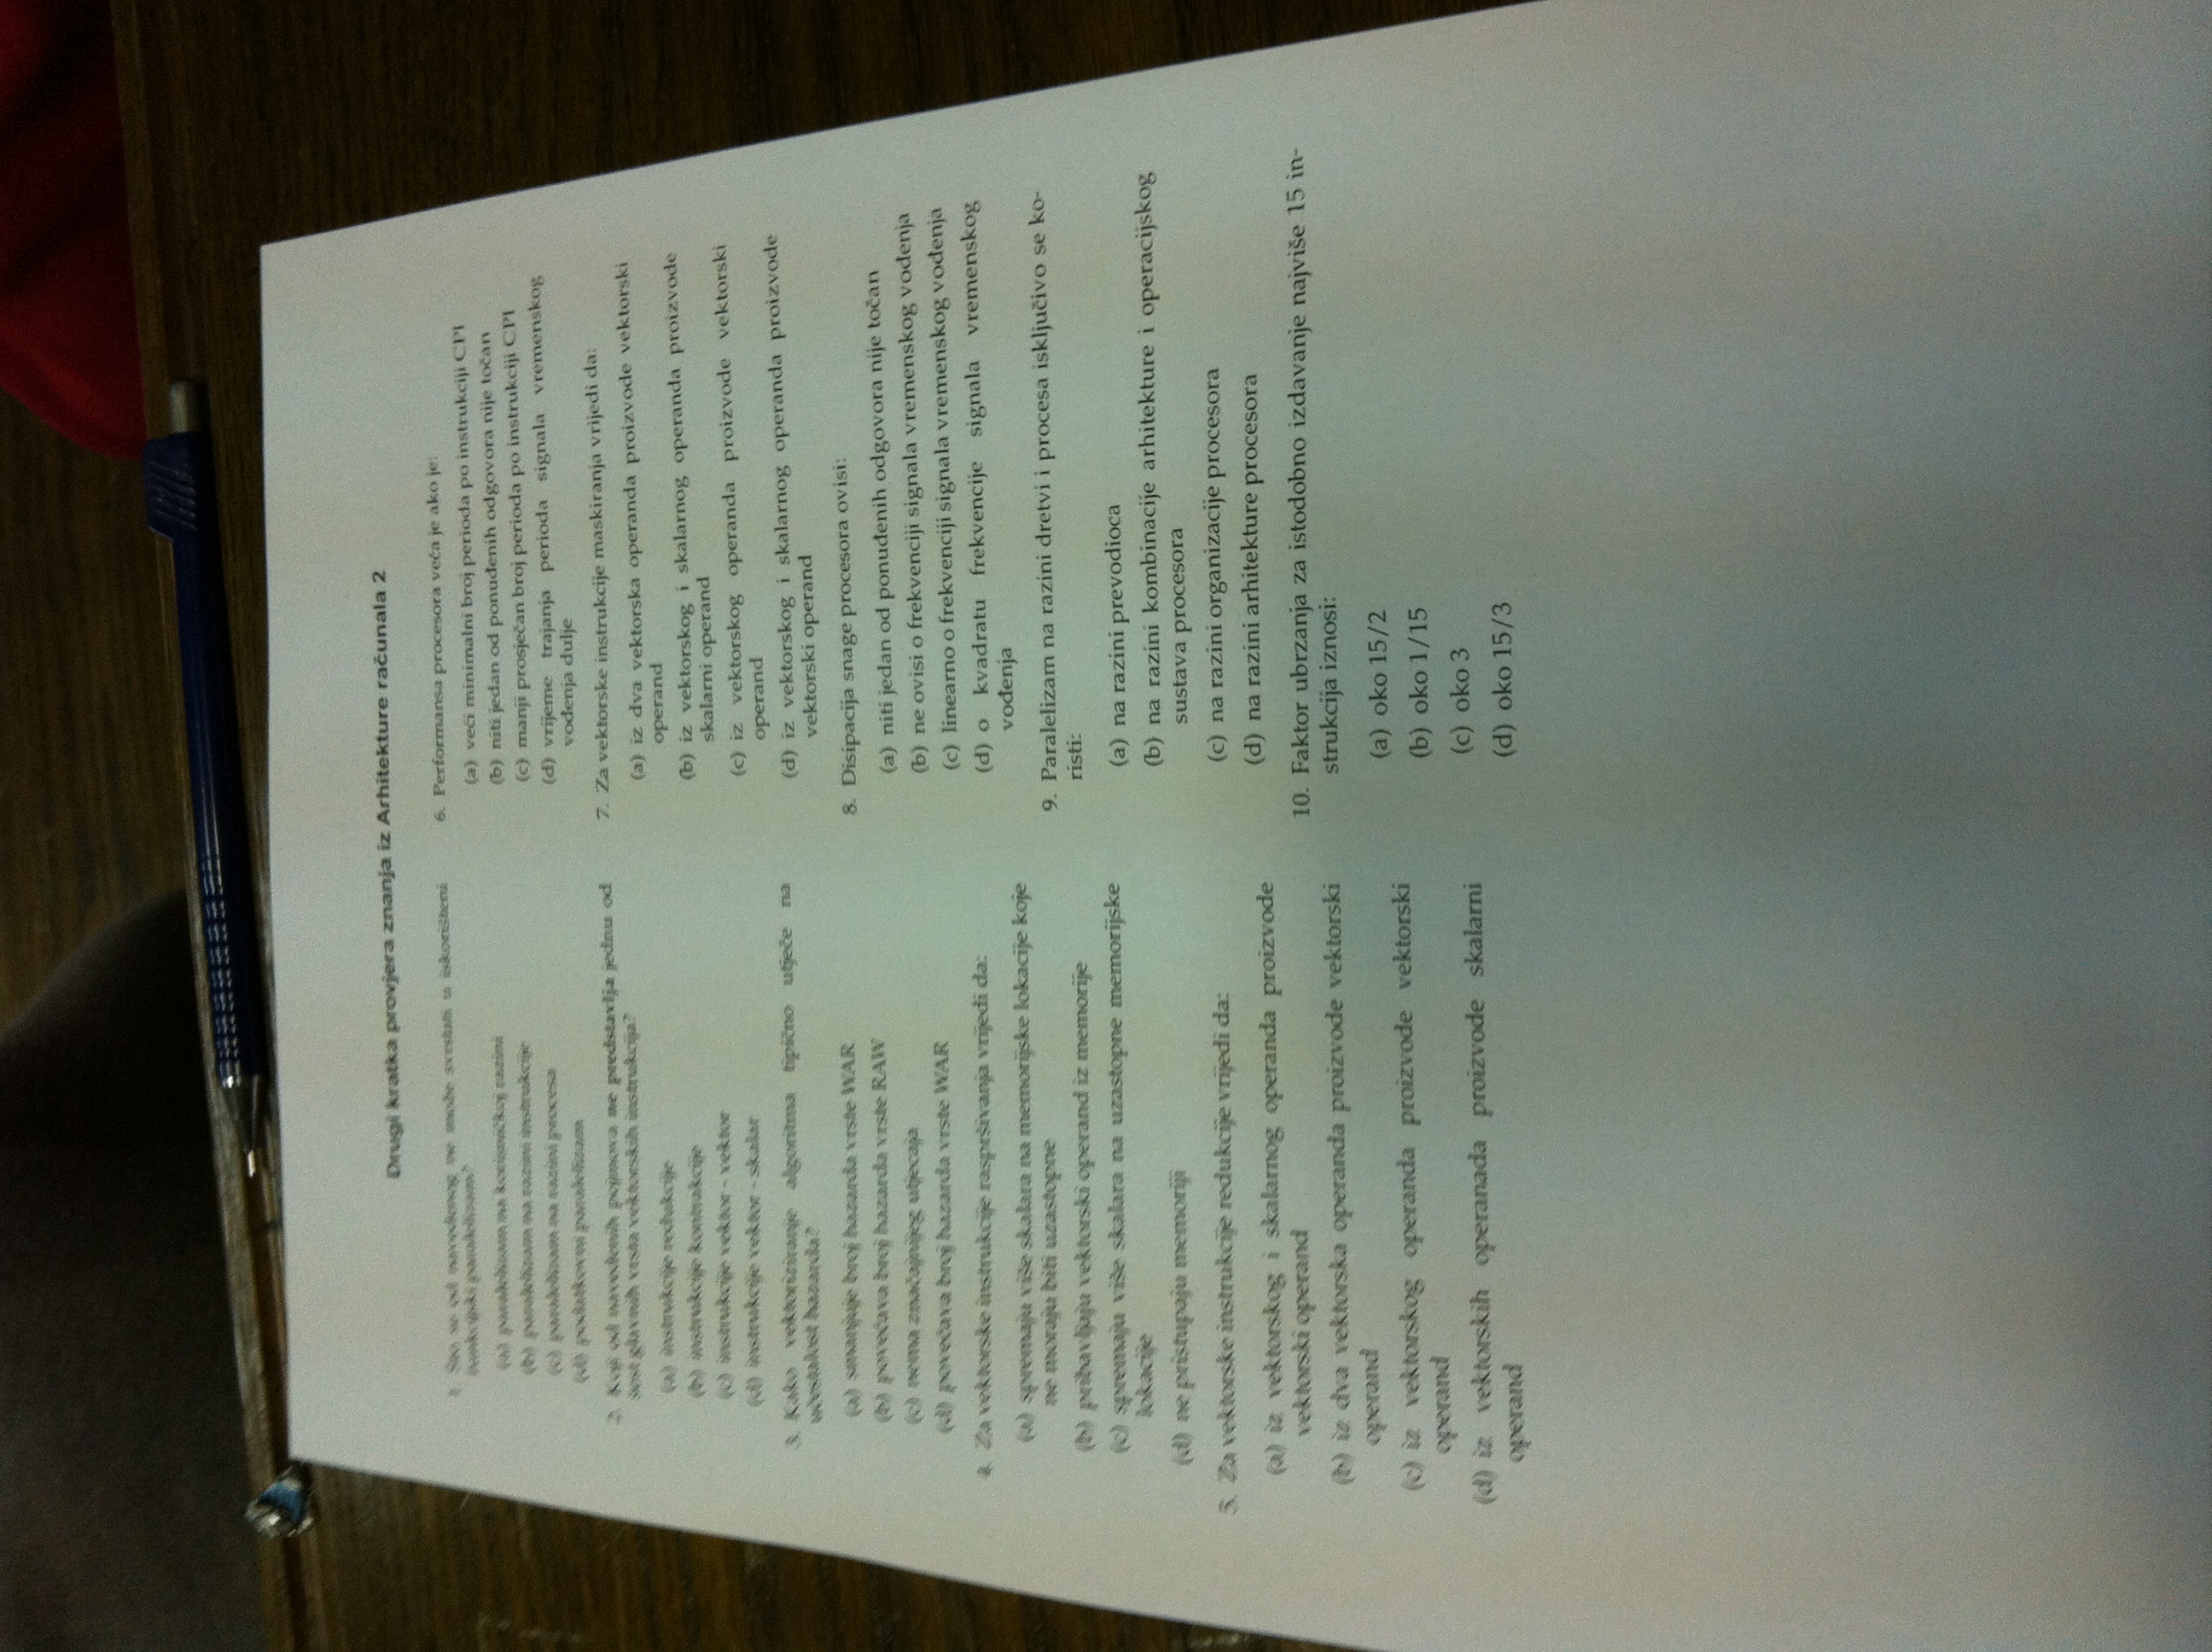 Drugi kratka provjera znanja iz Arhitekture računala 2
1. Što se od navedenog ne može svrstati u iskorišteni
funkcijski paralelizam?
(a) paralelizam na korisničkoj razini
(b) paralelizam na razini instrukcije
(c) paralelizam na razini procesa
(d) podatkovni paralelizam
2. Koji od navedenih pojmova ne predstavlja jednu od
šest glavnih vrsta vektorskih instrukcija?
(a) instrukcije redukcije
(b) instrukcije kontrakcije
(c) instrukcije vektor - vektor
(d) instrukcije vektor - skalar
3. Kako vektoriziranje algoritma tipično utječe na
učestalost hazarda?
(a) smanjuje broj hazarda vrste WAR
(b) povećava broj hazarda vrste RAW
(c) nema značajnijeg utjecaja
(d) povećava broj hazarda vrste WAR
4. Za vektorske instrukcije raspršivanja vrijedi da:
(a) spremaju više skalara na memorijske lokacije koje
ne moraju biti uzastopne
(b) pribavljaju vektorski operand iz memorije
(c) spremaju više skalara na uzastopne memorijske
lokacije
(d) ne pristupaju memoriji
5. Za vektorske instrukcije redukcije vrijedi da:
(a) iz vektorskog i skalarnog operanda proizvode
vektorski operand
(b) iz dva vektorska operanda proizvode vektorski
operand
(c) iz vektorskog operanda proizvode vektorski
operand
(d) iz vektorskih operanada proizvode skalarni
operand
6. Performansa procesora veća je ako je:
(a) veći minimalni broj perioda po instrukciji CPI
(b) niti jedan od ponuđenih odgovora nije točan
(c) manji prosječan broj perioda po instrukciji CPI
(d) vrijeme trajanja perioda signala vremenskog
vođenja dulje
7. Za vektorske instrukcije maskiranja vrijedi da:
(a) iz dva vektorska operanda proizvode vektorski
operand
(b) iz vektorskog i skalarnog operanda proizvode
skalarni operand
(c) iz vektorskog operanda proizvode vektorski
operand
(d) iz vektorskog i skalarnog operanda proizvode
vektorski operand
8. Disipacija snage procesora ovisi:
(a) niti jedan od ponuđenih odgovora nije točan
(b) ne ovisi o frekvenciji signala vremenskog vođenja
(c) linearno o frekvenciji signala vremenskog vođenja
(d) o kvadratu frekvencije signala vremenskog
vođenja
9. Paralelizam na razini dretvi i procesa isključivo se ko-
risti:
(a) na razini prevodioca
(b) na razini kombinacije arhitekture i operacijskog
sustava procesora
(c) na razini organizacije procesora
(d) na razini arhitekture procesora
10. Faktor ubrzanja za istodobno izdavanje najviše 15 in-
strukcija iznosi:
(a) oko 15/2
(b) oko 1/15
(c) oko 3
(d) oko 15/3